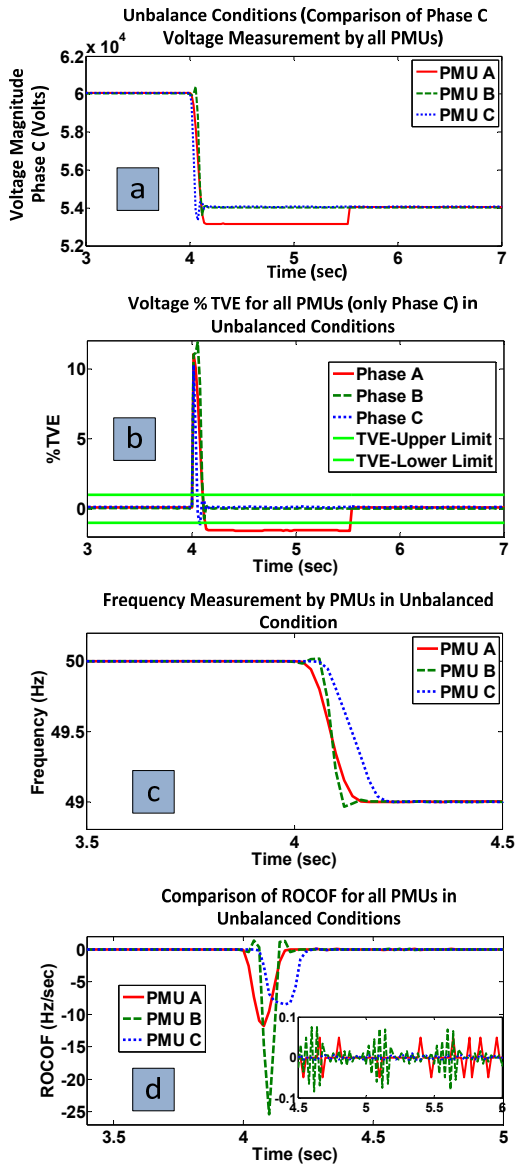 Unbalance Conditions (Comparison of Phase C
Voltage Measurement by all PMUs)
6.2 x 10^4
6
5.8
5.6
5.4
5.2
Voltage Magnitude
Phase C (Volts)
PMU A
PMU B
PMU C
a
3 4 5 6 7
Time (sec)
Voltage % TVE for all PMUs (only Phase C) in
Unbalanced Conditions
10
5
0
%TVE
Phase A
Phase B
Phase C
TVE-Upper Limit
TVE-Lower Limit
b
3 4 5 6 7
Time (sec)
Frequency Measurement by PMUs in Unbalanced
Condition
50
49.5
49
Frequency (Hz)
PMU A
PMU B
PMU C
c
3.5 4 4.5
Time (sec)
Comparison of ROCOF for all PMUs in
Unbalanced Conditions
0
-5
-10
-15
-20
-25
ROCOF (Hz/sec)
PMU A
PMU B
PMU C
d
0.1
0
-0.1
4.5 5 5.5 6
3.5 4 4.5 5
Time (sec)